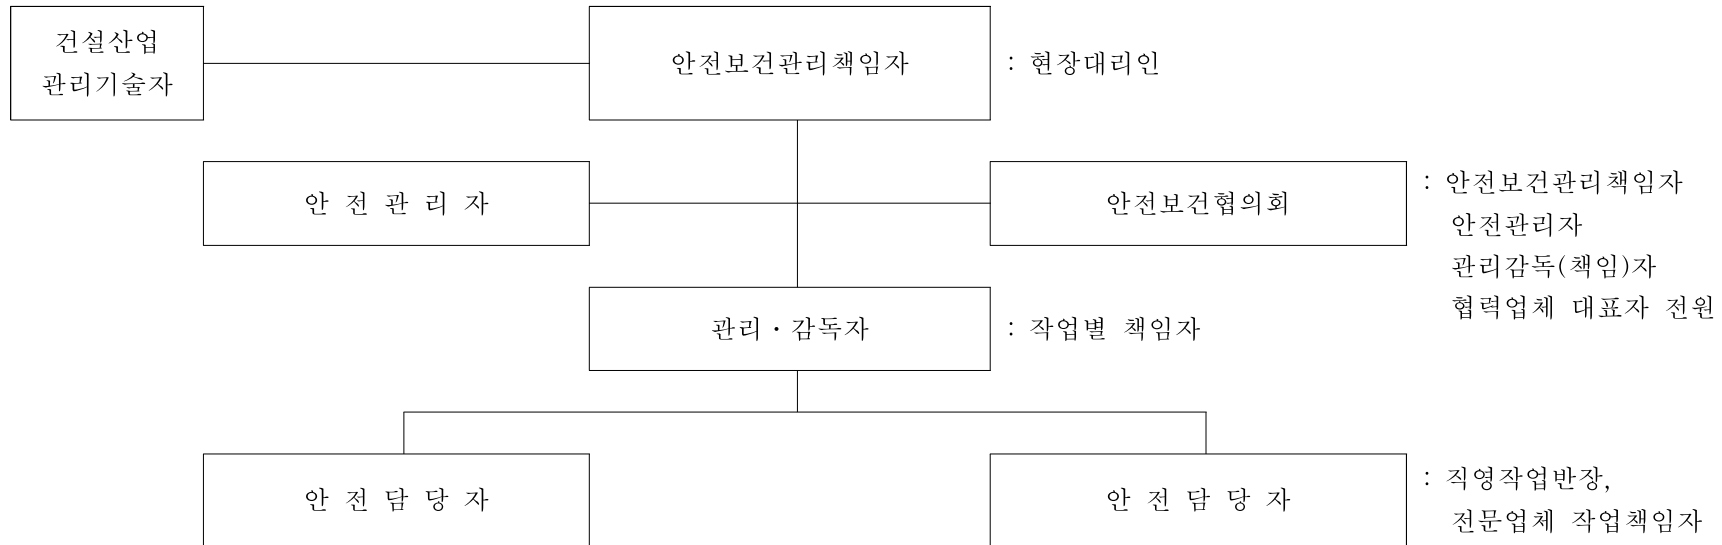 건설산업
관리기술자
안전보건관리책임자
: 현장대리인
안 전 관 리 자
안전보건협의회
: 안전보건관리책임자
안전관리자
관리감독(책임)자
협력업체 대표자 전원
관리·감독자
: 작업별 책임자
안 전 담 당 자
안 전 담 당 자
: 직영작업반장,
전문업체 작업책임자